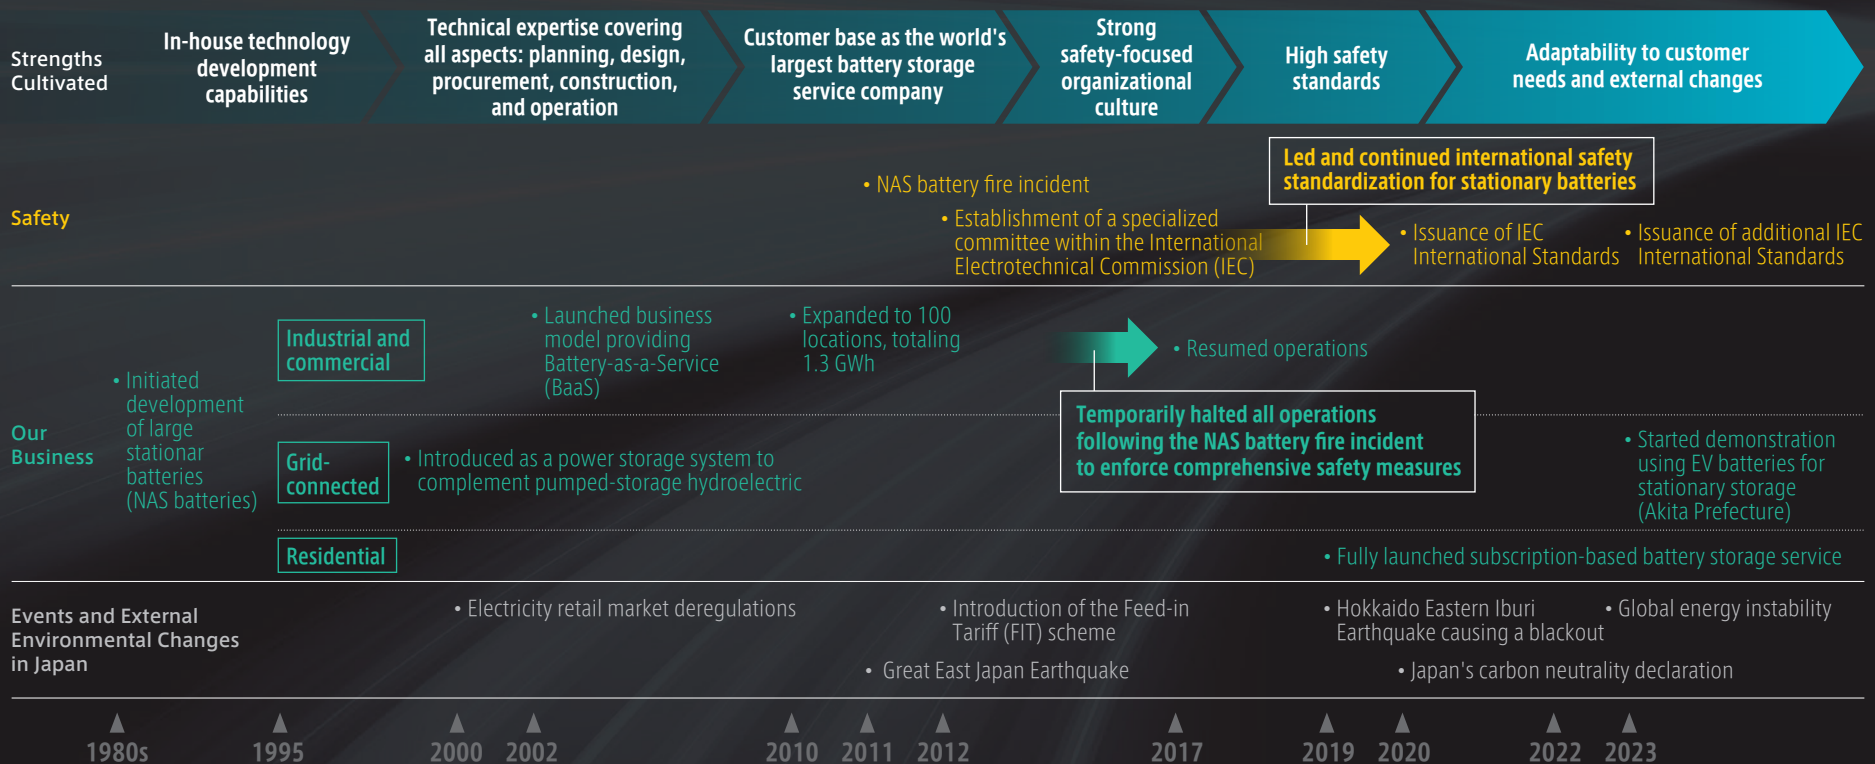 Strengths
Cultivated
In-house technology
development
capabilities
Technical expertise covering
all aspects: planning, design,
procurement, construction,
and operation
Customer base as the world's
largest battery storage
service company
Strong
safety-focused
organizational
culture
High safety
standards
Adaptability to customer
needs and external changes
Safety
• NAS battery fire incident
• Establishment of a specialized
committee within the International
Electrotechnical Commission (IEC)
Led and continued international safety
standardization for stationary batteries
• Issuance of IEC
International Standards
• Issuance of additional IEC
International Standards
Our
Business
• Initiated
development
of large
stationar
batteries
(NAS batteries)
Industrial and
commercial
• Launched business
model providing
Battery-as-a-Service
(BaaS)
• Expanded to 100
locations, totaling
1.3 GWh
• Resumed operations
Temporarily halted all operations
following the NAS battery fire incident
to enforce comprehensive safety measures
Grid-
connected
• Introduced as a power storage system to
complement pumped-storage hydroelectric
• Started demonstration
using EV batteries for
stationary storage
(Akita Prefecture)
Residential
• Fully launched subscription-based battery storage service
Events and External
Environmental Changes
in Japan
• Electricity retail market deregulations
• Introduction of the Feed-in
Tariff (FIT) scheme
• Great East Japan Earthquake
• Hokkaido Eastern Iburi
Earthquake causing a blackout
• Global energy instability
• Japan's carbon neutrality declaration
1980s
1995
2000
2002
2010
2011
2012
2017
2019
2020
2022
2023